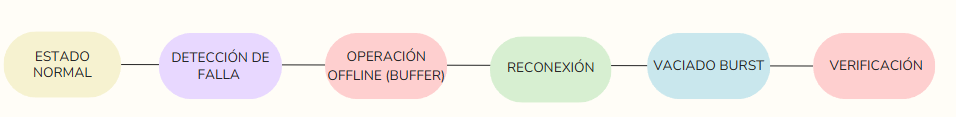 ESTADO
NORMAL
DETECCIÓN DE
FALLA
OPERACIÓN
OFFLINE (BUFFER)
RECONEXIÓN
VACIADO BURST
VERIFICACIÓN